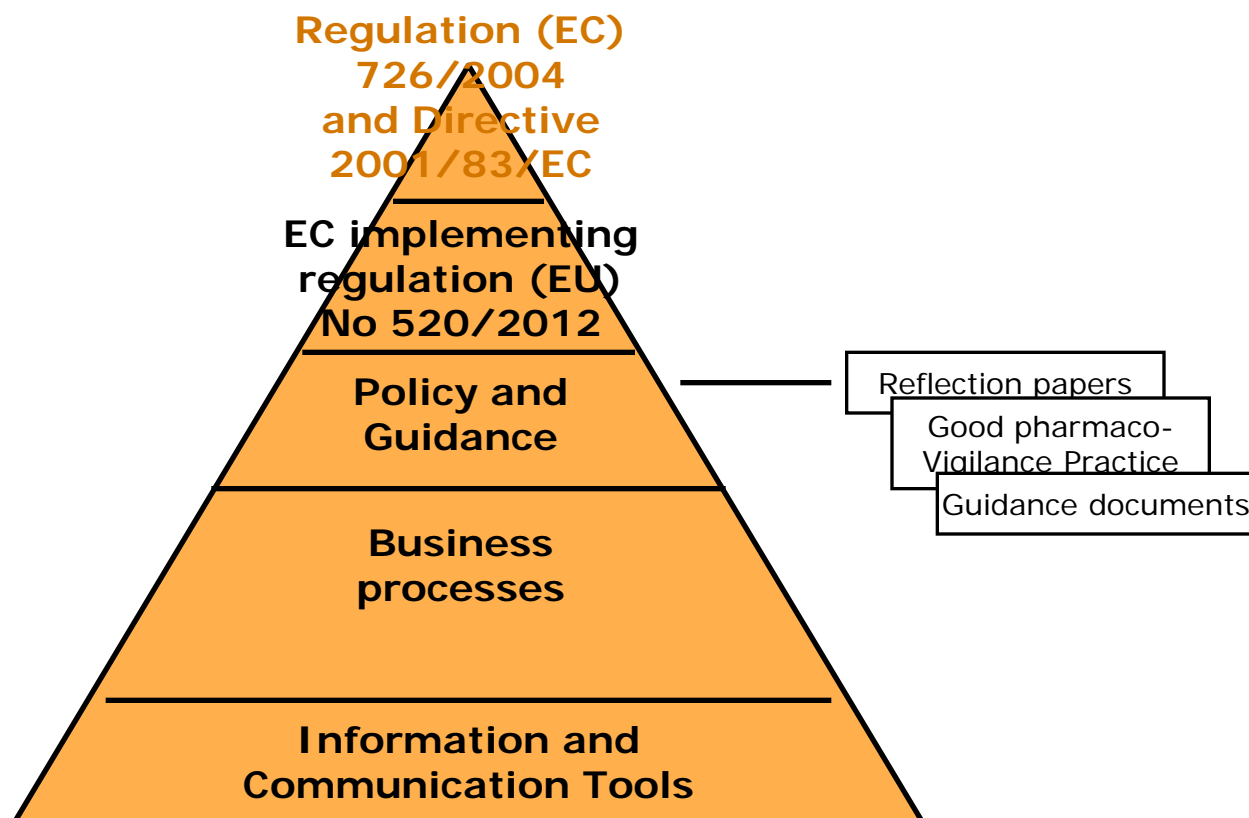 Regulation (EC)
726/2004
and Directive
2001/83/EC
EC implementing
regulation (EU)
No 520/2012
Policy and
Guidance
Reflection papers
Good pharmaco-
Vigilance Practice
Guidance documents
Business
processes
Information and
Communication Tools